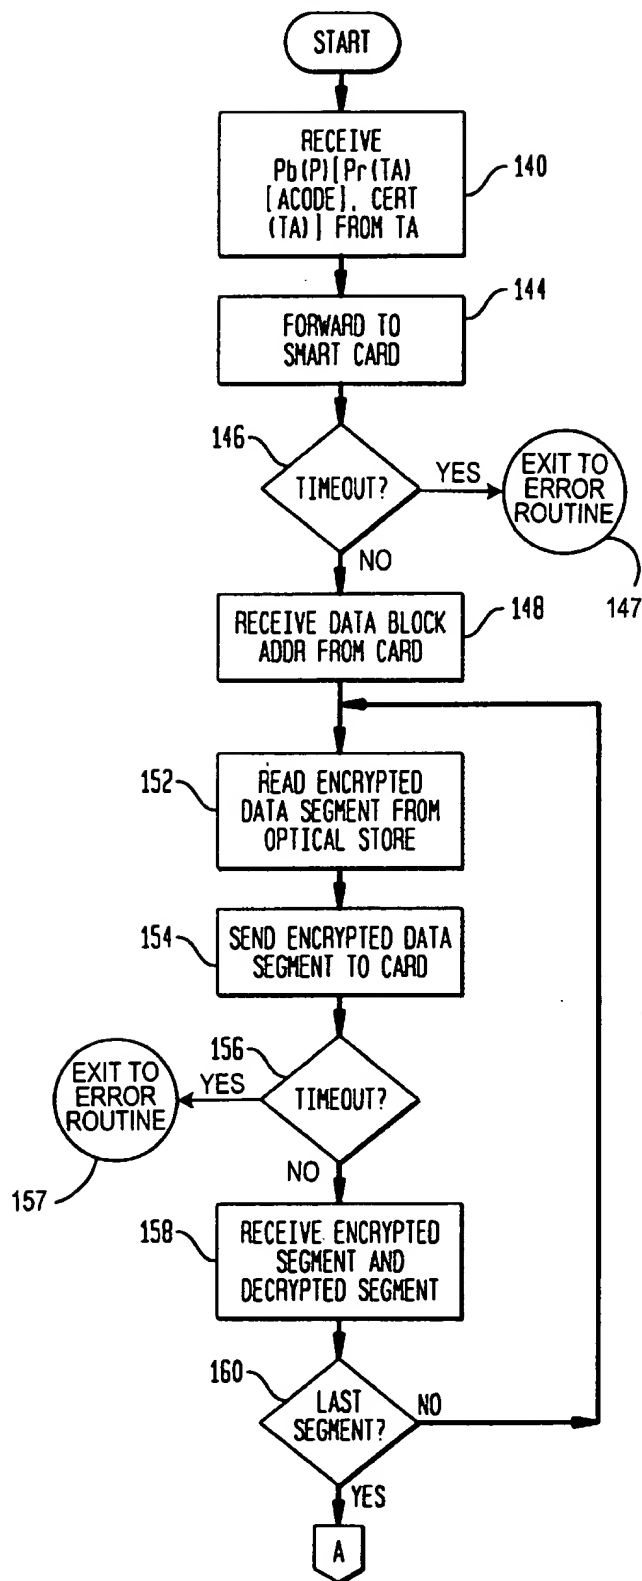 START
RECEIVE
Pb(P)[Pr(TA)
[ACODE], CERT
(TA)] FROM TA
140
144
FORWARD TO
SMART CARD
146
TIMEOUT?
YES
EXIT TO
ERROR
ROUTINE
147
NO
RECEIVE DATA BLOCK
ADDR FROM CARD
148
152
READ ENCRYPTED
DATA SEGMENT FROM
OPTICAL STORE
154
SEND ENCRYPTED DATA
SEGMENT TO CARD
156
TIMEOUT?
YES
EXIT TO
ERROR
ROUTINE
157
NO
158
RECEIVE ENCRYPTED
SEGMENT AND
DECRYPTED SEGMENT
160
LAST
SEGMENT?
NO
YES
A